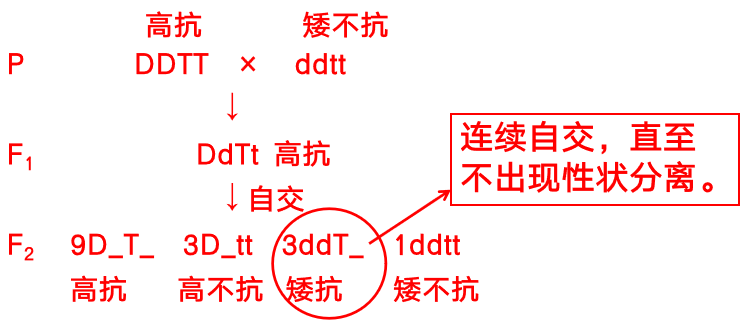 高抗 矮不抗
P DDTT × ddtt
↓
F₁ DdTt 高抗
↓自交
连续自交，直至
不出现性状分离。
F₂ 9D_T_ 3D_tt 3ddT_ 1ddtt
高抗 高不抗 矮抗 矮不抗